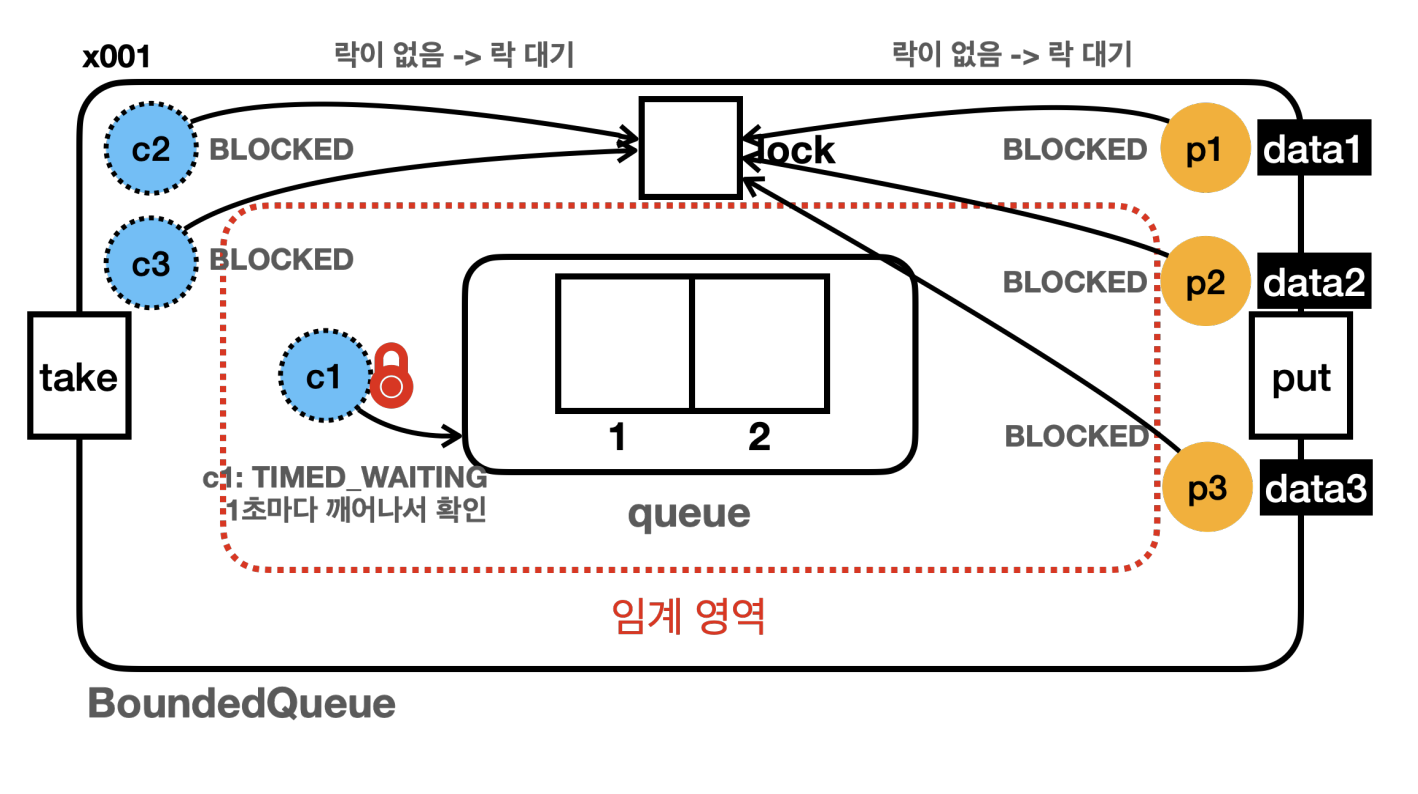 x001
락이 없음 -> 락 대기
락이 없음 -> 락 대기
c2
BLOCKED
lock
BLOCKED
p1
data1
c3
BLOCKED
BLOCKED
p2
data2
take
c1
1
2
put
BLOCKED
c1: TIMED_WAITING
1초마다 깨어나서 확인
queue
p3
data3
임계 영역
BoundedQueue